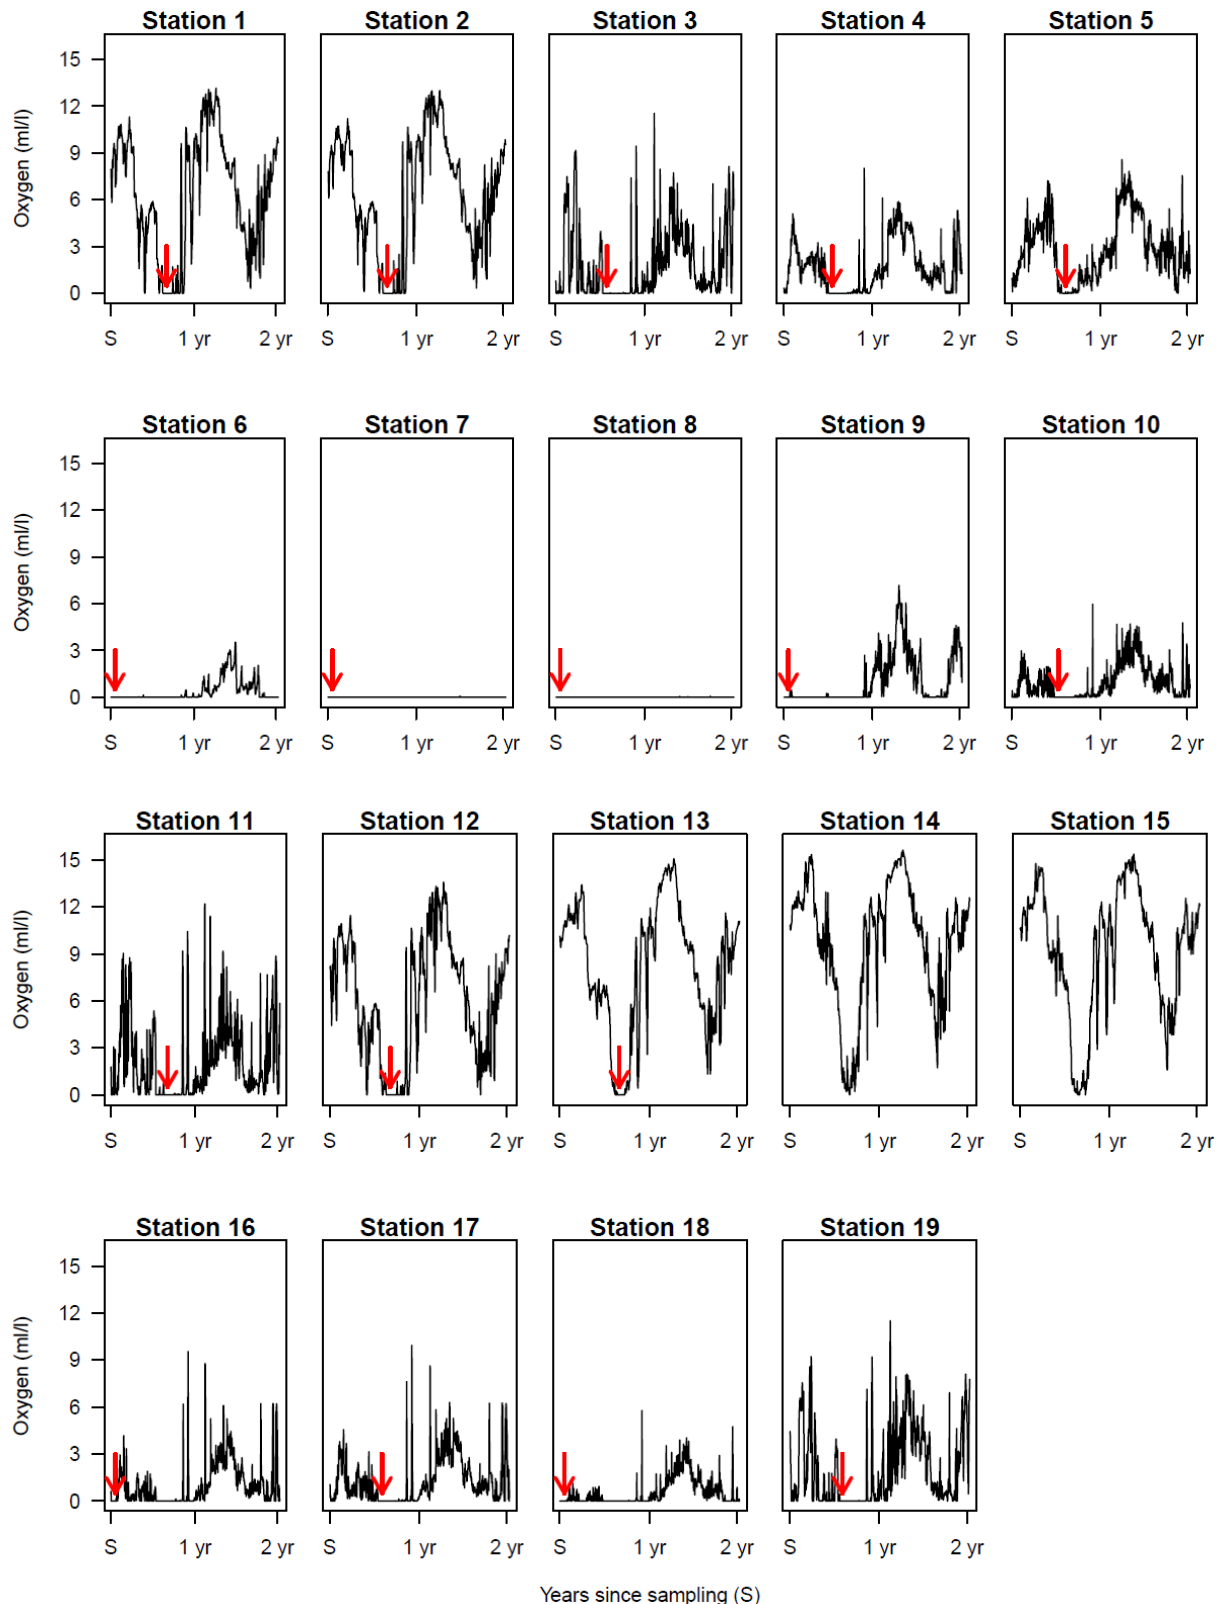 Station 1 Station 2 Station 3 Station 4 Station 5
Oxygen (ml/l)
15
12
9
6
3
0
S 1 yr 2 yr S 1 yr 2 yr S 1 yr 2 yr S 1 yr 2 yr S 1 yr 2 yr
Station 6 Station 7 Station 8 Station 9 Station 10
Oxygen (ml/l)
15
12
9
6
3
0
S 1 yr 2 yr S 1 yr 2 yr S 1 yr 2 yr S 1 yr 2 yr S 1 yr 2 yr
Station 11 Station 12 Station 13 Station 14 Station 15
Oxygen (ml/l)
15
12
9
6
3
0
S 1 yr 2 yr S 1 yr 2 yr S 1 yr 2 yr S 1 yr 2 yr S 1 yr 2 yr
Station 16 Station 17 Station 18 Station 19
Oxygen (ml/l)
15
12
9
6
3
0
S 1 yr 2 yr S 1 yr 2 yr S 1 yr 2 yr S 1 yr 2 yr
Years since sampling (S)